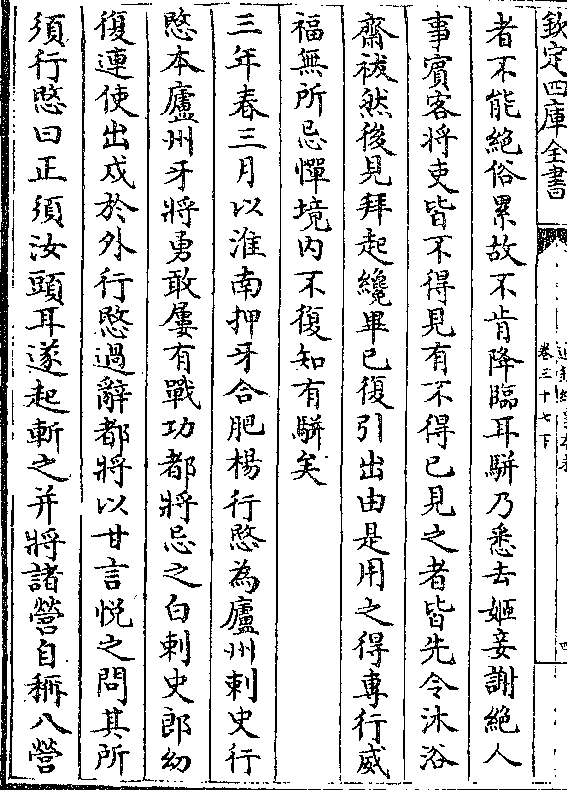 欽定四庫全書
卷三十七下
者不能絶俗累故不肯降臨耳駢乃悉去姬妾謝絶人
事賓客將吏皆不得見有不得已見之者皆先令沐浴
齋祓然後見拜起纔畢已復引出由是用之得專行威
福無所忌憚境内不復知有駢矣
三年春三月以淮南押牙合肥楊行愍為廬州刺史行
愍本廬州牙將勇敢屢有戰功都將忌之白刺史郎幼
復遣使出戍於外行愍過辭都將以甘言悦之問其所
須行愍曰正須汝頭耳遂起斬之并將諸營自稱八營